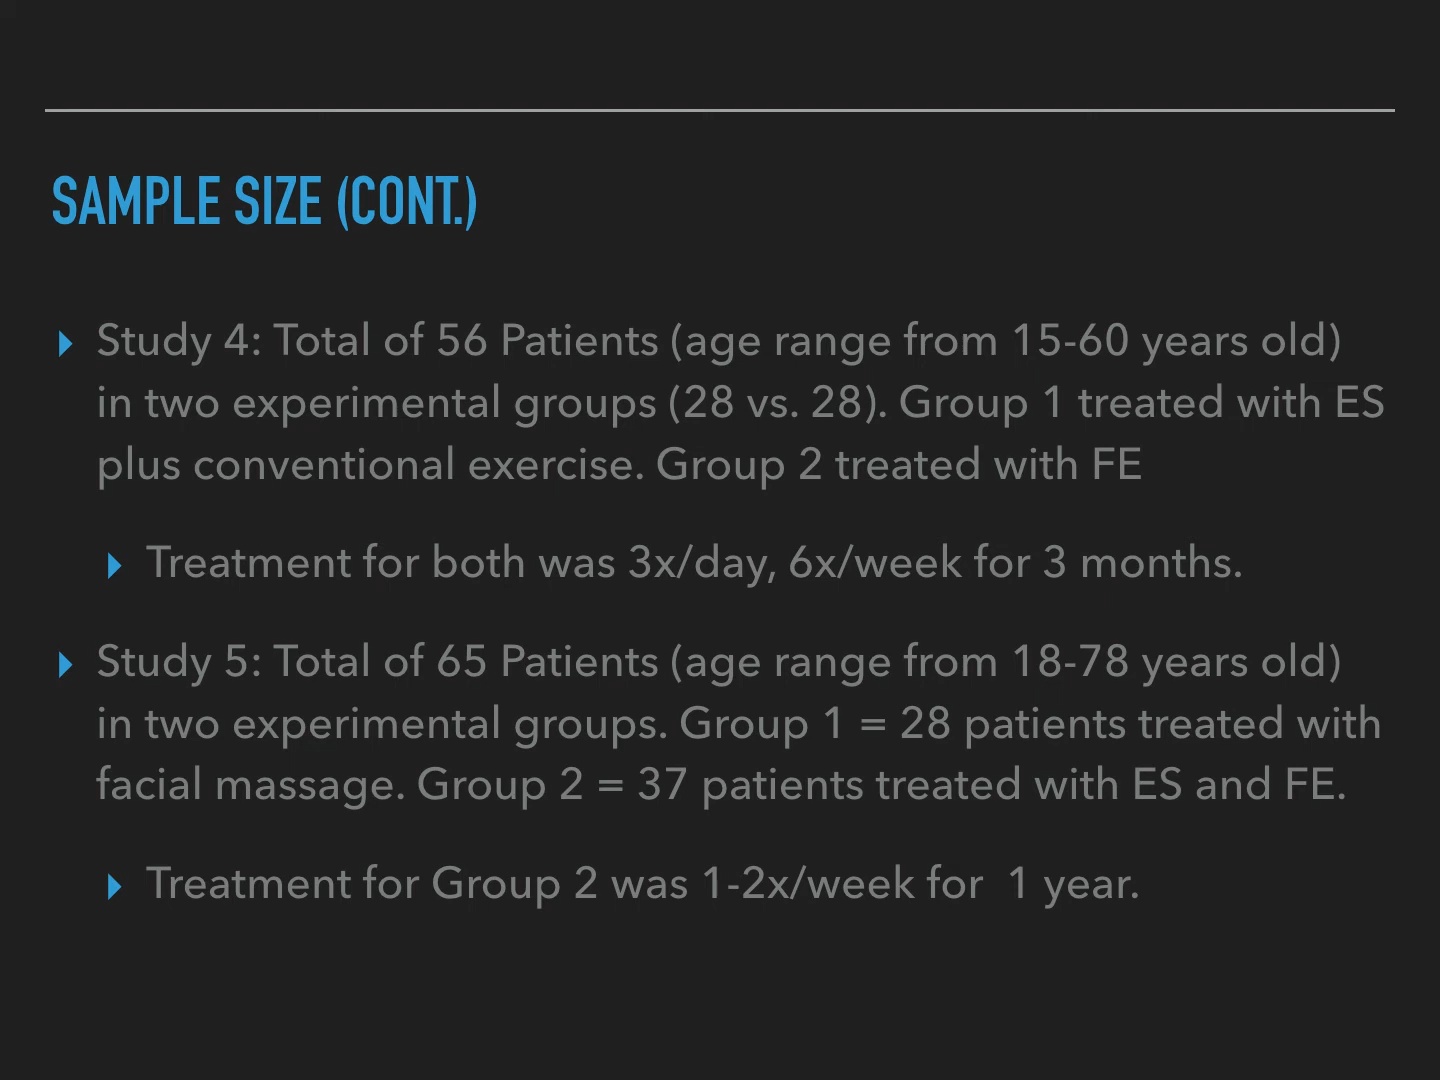 SAMPLE SIZE (CONT.)
Study 4: Total of 56 Patients (age range from 15-60 years old)
in two experimental groups (28 vs. 28). Group 1 treated with ES
plus conventional exercise. Group 2 treated with FE
Treatment for both was 3x/day, 6x/week for 3 months.
Study 5: Total of 65 Patients (age range from 18-78 years old)
in two experimental groups. Group 1 = 28 patients treated with
facial massage. Group 2 = 37 patients treated with ES and FE.
Treatment for Group 2 was 1-2x/week for  1 year.